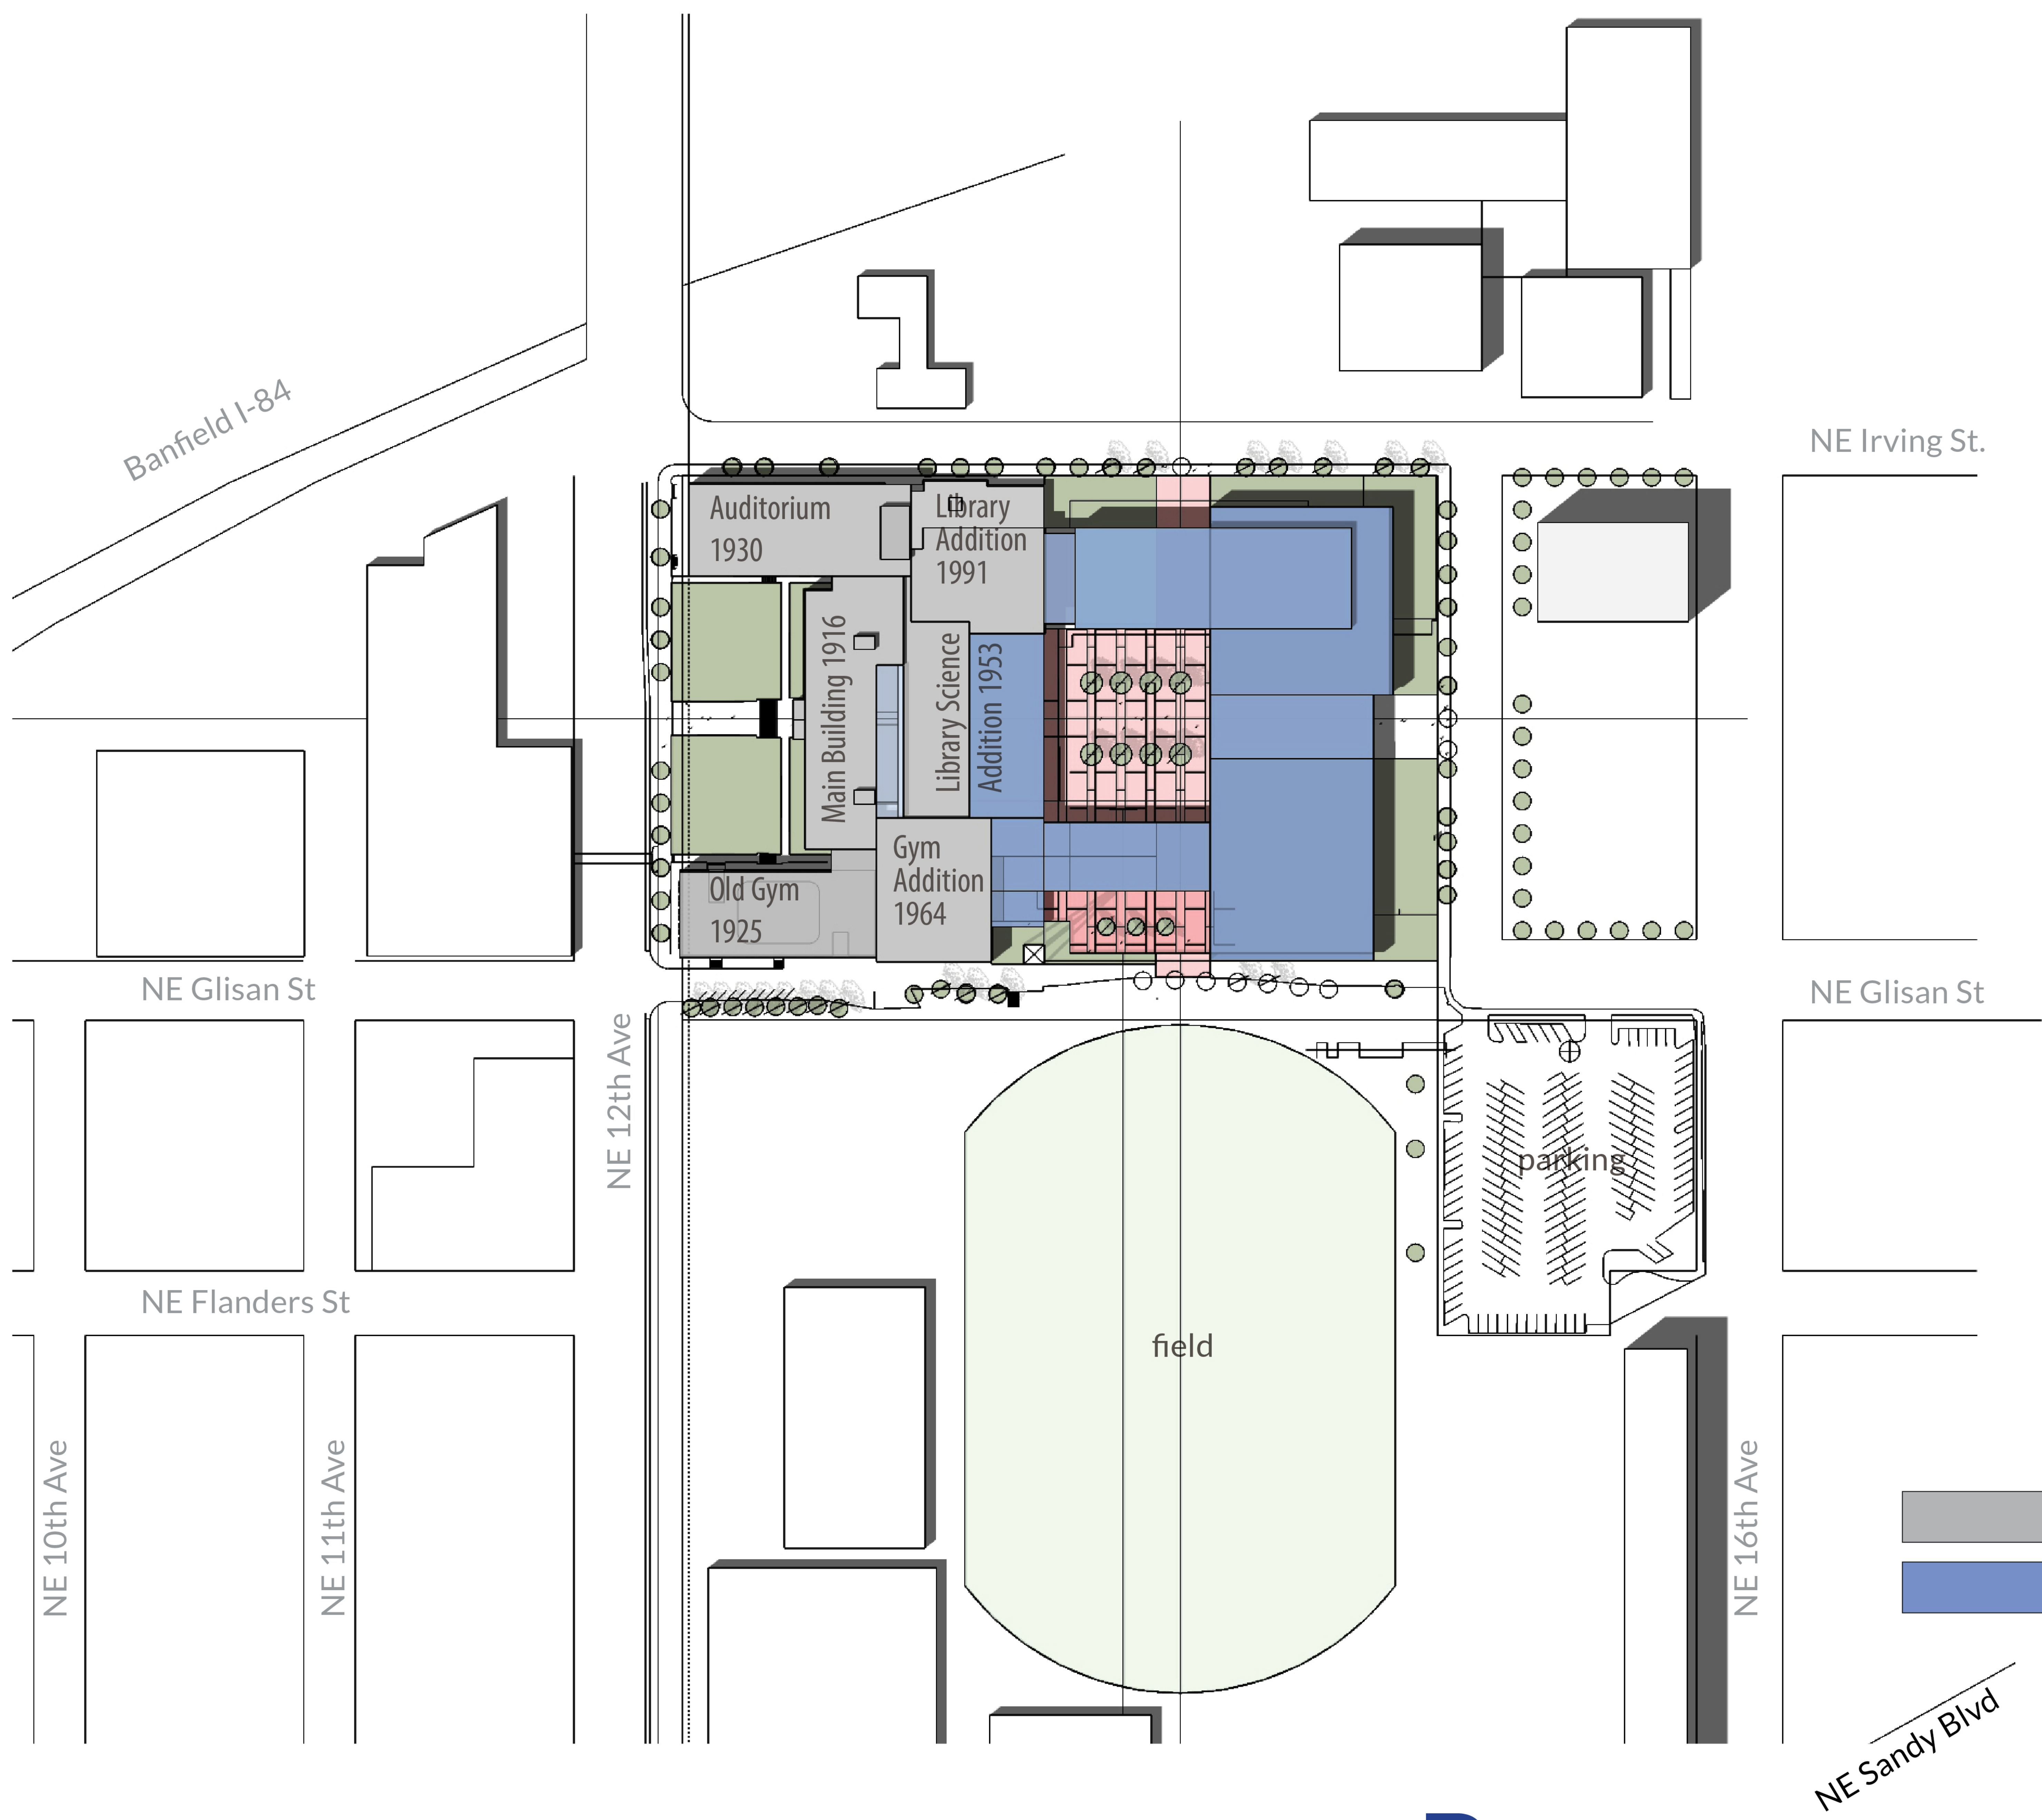 Banfield I-84
NE Irving St.
Auditorium
1930
Library
Addition
1991
Main Building 1916
Library Science
Addition 1953
Gym
Addition
1964
Old Gym
1925
NE Glisan St
NE Glisan St
NE 12th Ave
parking
NE Flanders St
field
NE 10th Ave
NE 11th Ave
NE 16th Ave
NE Sandy Blvd